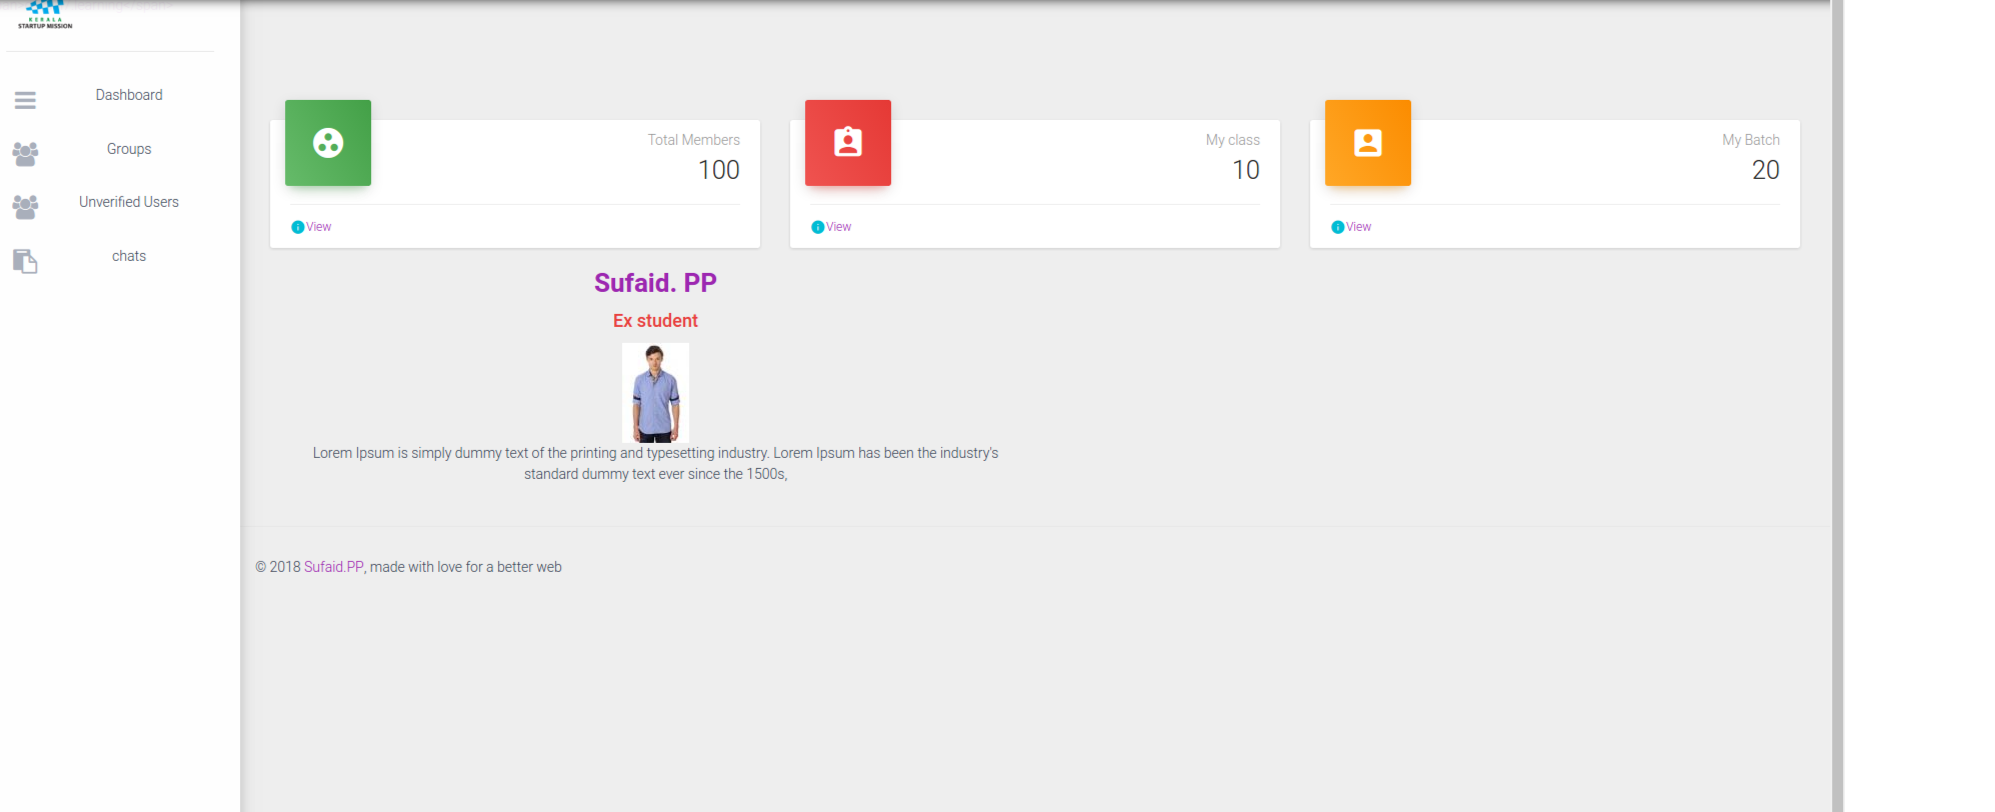 KERALA
STARTUP MISSION
Dashboard
Groups
Unverified Users
chats
Total Members
100
View
My class
10
View
My Batch
20
View
Sufaid. PP
Ex student
Lorem Ipsum is simply dummy text of the printing and typesetting industry. Lorem Ipsum has been the industry's
standard dummy text ever since the 1500s,
© 2018 Sufaid.PP, made with love for a better web